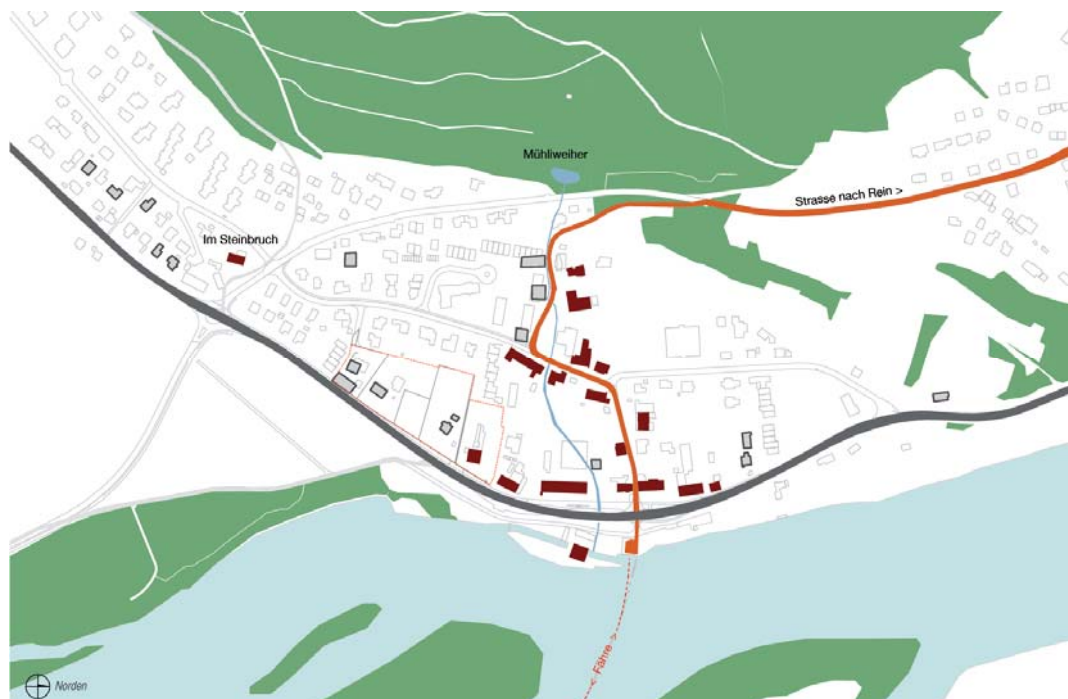 Mühliweiher
Strasse nach Rein >
Im Steinbruch
< Fähre >
Norden